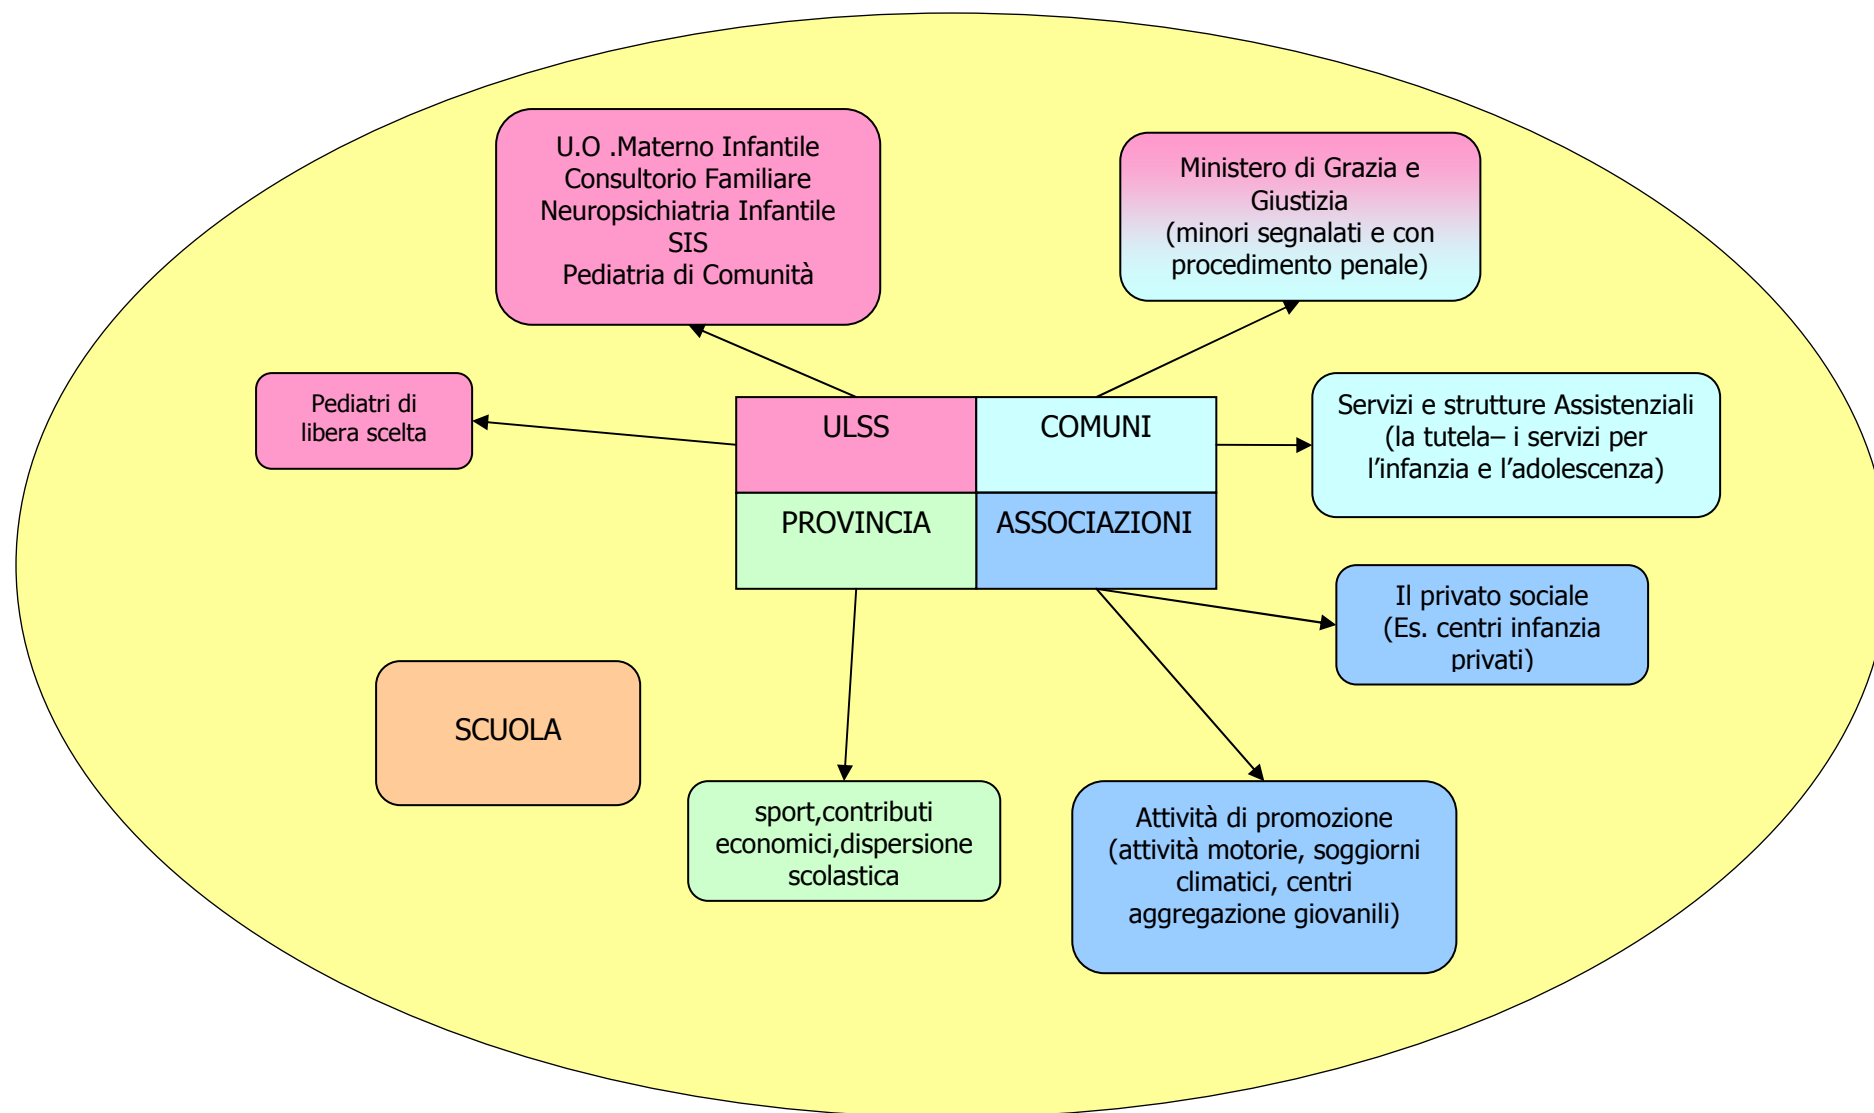 U.O .Materno Infantile
Consultorio Familiare
Neuropsichiatria Infantile
SIS
Pediatria di Comunità
Ministero di Grazia e
Giustizia
(minori segnalati e con
procedimento penale)
Pediatri di
libera scelta
ULSS
COMUNI
Servizi e strutture Assistenziali
(la tutela– i servizi per
l’infanzia e l’adolescenza)
PROVINCIA
ASSOCIAZIONI
Il privato sociale
(Es. centri infanzia
privati)
SCUOLA
sport,contributi
economici,dispersione
scolastica
Attività di promozione
(attività motorie, soggiorni
climatici, centri
aggregazione giovanili)